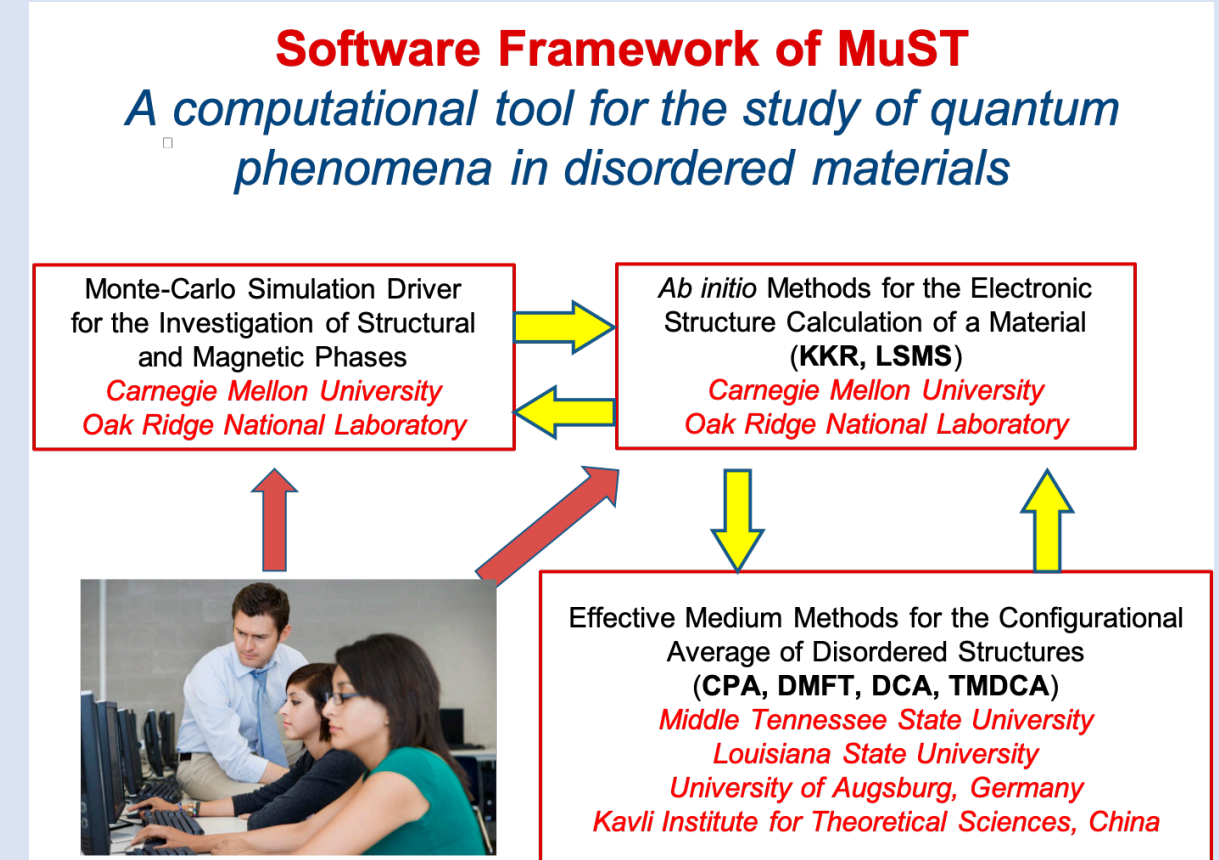 Software Framework of MuST
A computational tool for the study of quantum
phenomena in disordered materials
Monte-Carlo Simulation Driver
for the Investigation of Structural
and Magnetic Phases
Carnegie Mellon University
Oak Ridge National Laboratory
Ab initio Methods for the Electronic
Structure Calculation of a Material
(KKR, LSMS)
Carnegie Mellon University
Oak Ridge National Laboratory
Effective Medium Methods for the Configurational
Average of Disordered Structures
(CPA, DMFT, DCA, TMDCA)
Middle Tennessee State University
Louisiana State University
University of Augsburg, Germany
Kavli Institute for Theoretical Sciences, China